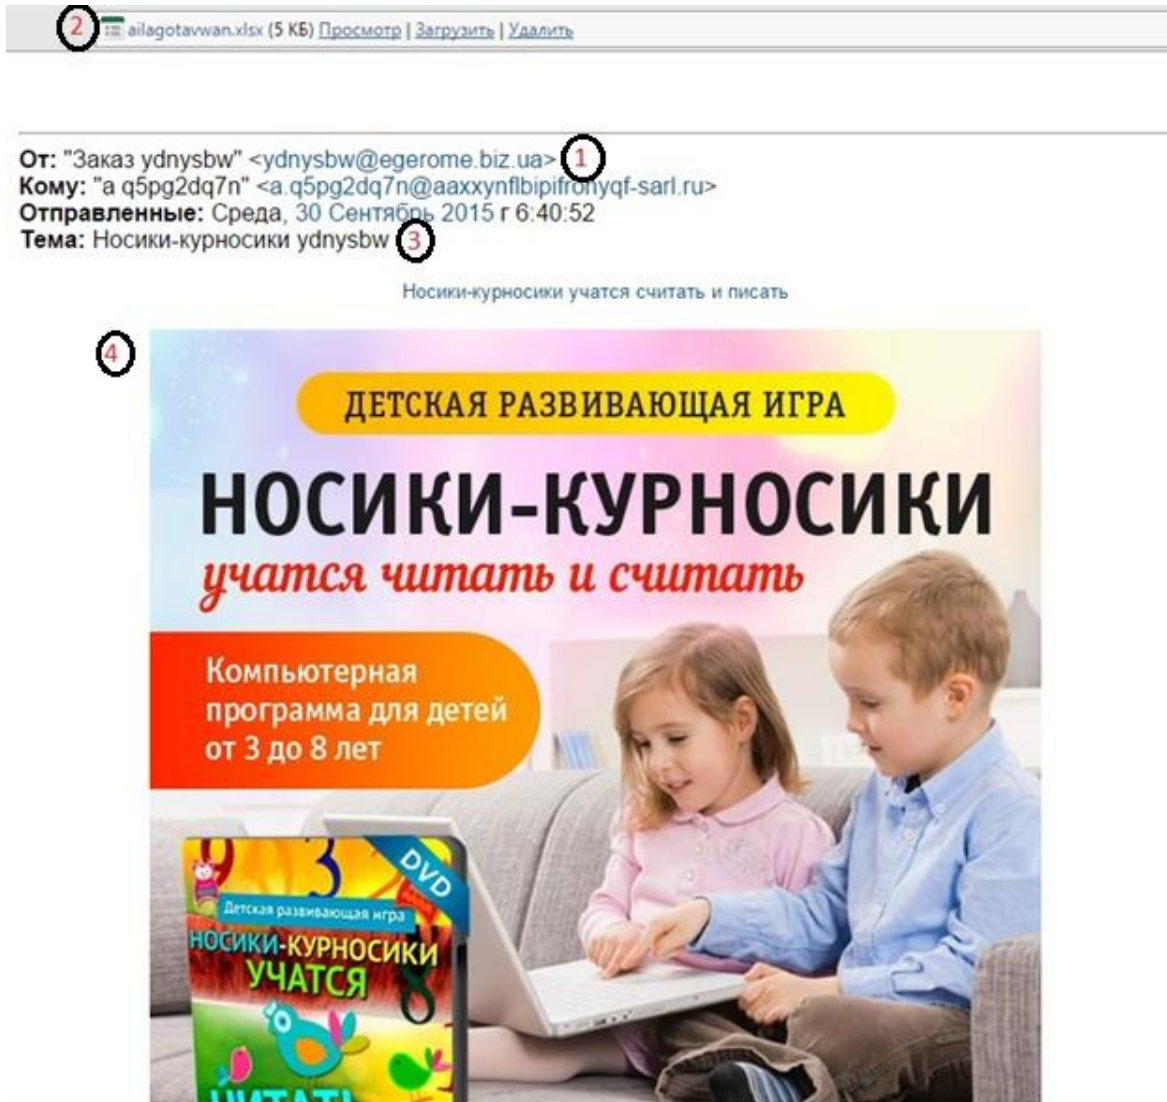 2 ailagotavwan.xlsx (5 КБ) Просмотр | Загрузить | Удалить
От: "Заказ ydnysbw" <ydnysbw@egerome.biz.ua> 1
Кому: "a q5pg2dq7n" <a.q5pg2dq7n@aaxxynflbipifronyqf-sarl.ru>
Отправленные: Среда, 30 Сентябрь 2015 г 6:40:52
Тема: Носики-курносики ydnysbw 3
Носики-курносики учатся считать и писать
4
ДЕТСКАЯ РАЗВИВАЮЩАЯ ИГРА
НОСИКИ-КУРНОСИКИ
учатся читать и считать
Компьютерная
программа для детей
от 3 до 8 лет
DVD
Детская развивающая игра
НОСИКИ-КУРНОСИКИ
УЧАТСЯ
ЧИТАТЬ